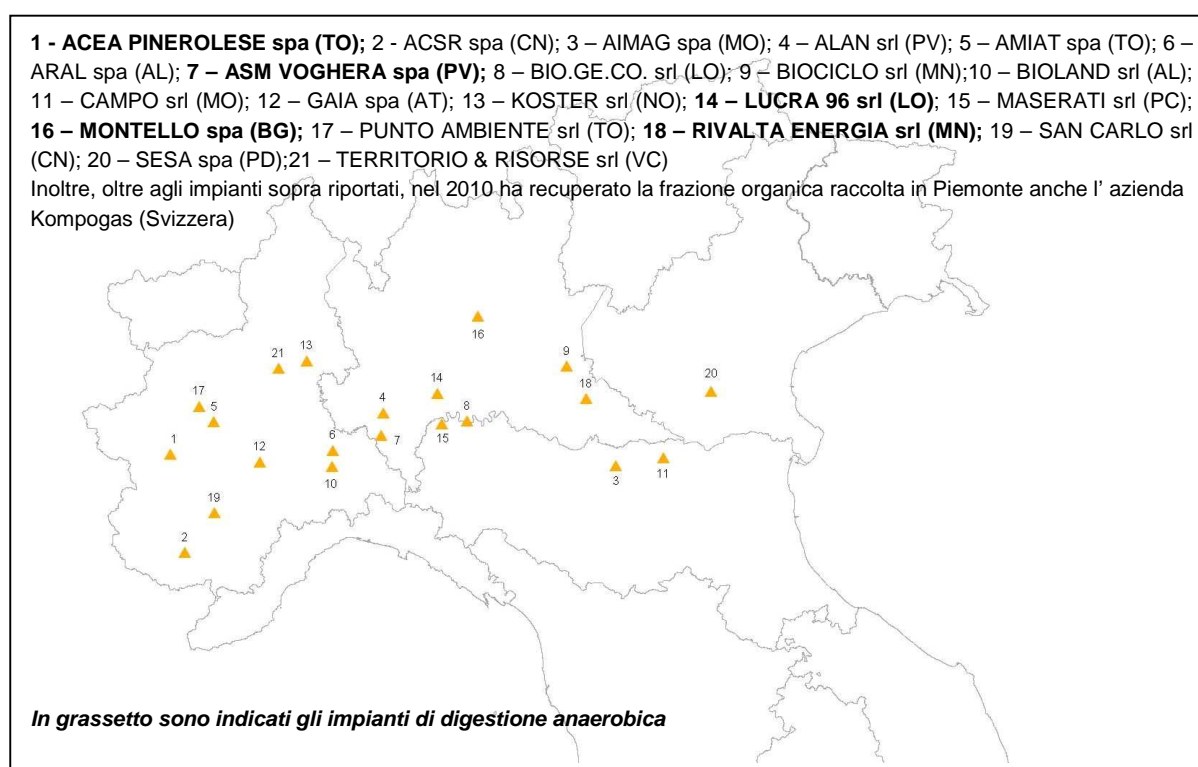 1 - ACEA PINEROLESE spa (TO); 2 - ACSR spa (CN); 3 – AIMAG spa (MO); 4 – ALAN srl (PV); 5 – AMIAT spa (TO); 6 –
ARAL spa (AL); 7 – ASM VOGHERA spa (PV); 8 – BIO.GE.CO. srl (LO); 9 – BIOCICLO srl (MN);10 – BIOLAND srl (AL);
11 – CAMPO srl (MO); 12 – GAIA spa (AT); 13 – KOSTER srl (NO); 14 – LUCRA 96 srl (LO); 15 – MASERATI srl (PC);
16 – MONTELLO spa (BG); 17 – PUNTO AMBIENTE srl (TO); 18 – RIVALTA ENERGIA srl (MN); 19 – SAN CARLO srl
(CN); 20 – SESA spa (PD);21 – TERRITORIO & RISORSE srl (VC)
Inoltre, oltre agli impianti sopra riportati, nel 2010 ha recuperato la frazione organica raccolta in Piemonte anche l' azienda
Kompogas (Svizzera)
16
13
21
9
20
14
18
17
4
8
5
15
7
1
12
6
11
3
10
19
2
In grassetto sono indicati gli impianti di digestione anaerobica